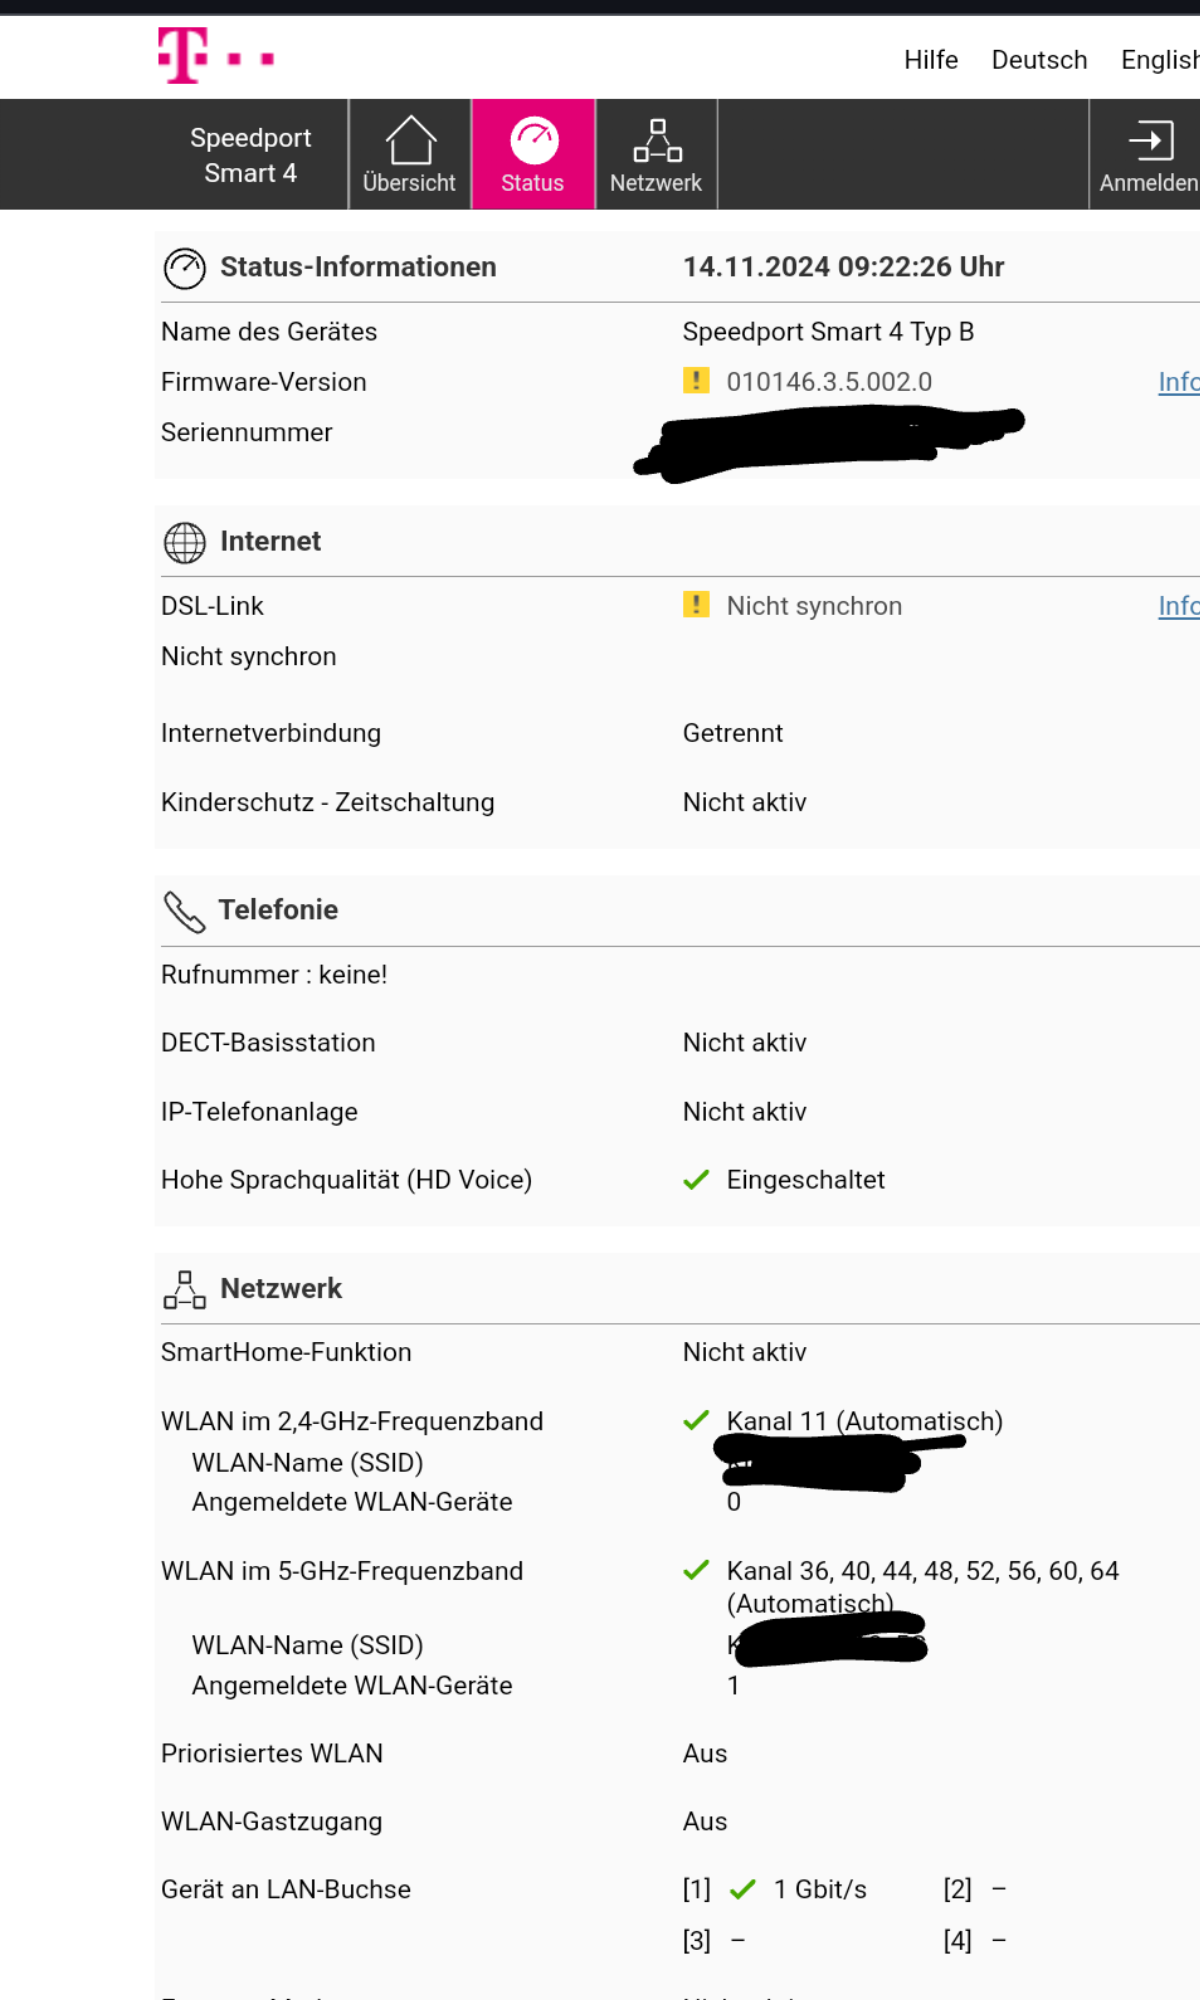 Hilfe Deutsch English
Speedport
Smart 4
Übersicht Status Netzwerk Anmelden
Status-Informationen 14.11.2024 09:22:26 Uhr
Name des Gerätes Speedport Smart 4 Typ B
Firmware-Version 010146.3.5.002.0 Info
Seriennummer
Internet
DSL-Link Nicht synchron Info
Nicht synchron
Internetverbindung Getrennt
Kinderschutz - Zeitschaltung Nicht aktiv
Telefonie
Rufnummer : keine!
DECT-Basisstation Nicht aktiv
IP-Telefonanlage Nicht aktiv
Hohe Sprachqualität (HD Voice) Eingeschaltet
Netzwerk
SmartHome-Funktion Nicht aktiv
WLAN im 2,4-GHz-Frequenzband Kanal 11 (Automatisch)
WLAN-Name (SSID)
Angemeldete WLAN-Geräte 0
WLAN im 5-GHz-Frequenzband Kanal 36, 40, 44, 48, 52, 56, 60, 64
(Automatisch)
WLAN-Name (SSID)
Angemeldete WLAN-Geräte 1
Priorisiertes WLAN Aus
WLAN-Gastzugang Aus
Gerät an LAN-Buchse [1] 1 Gbit/s [2] –
[3] – [4] –